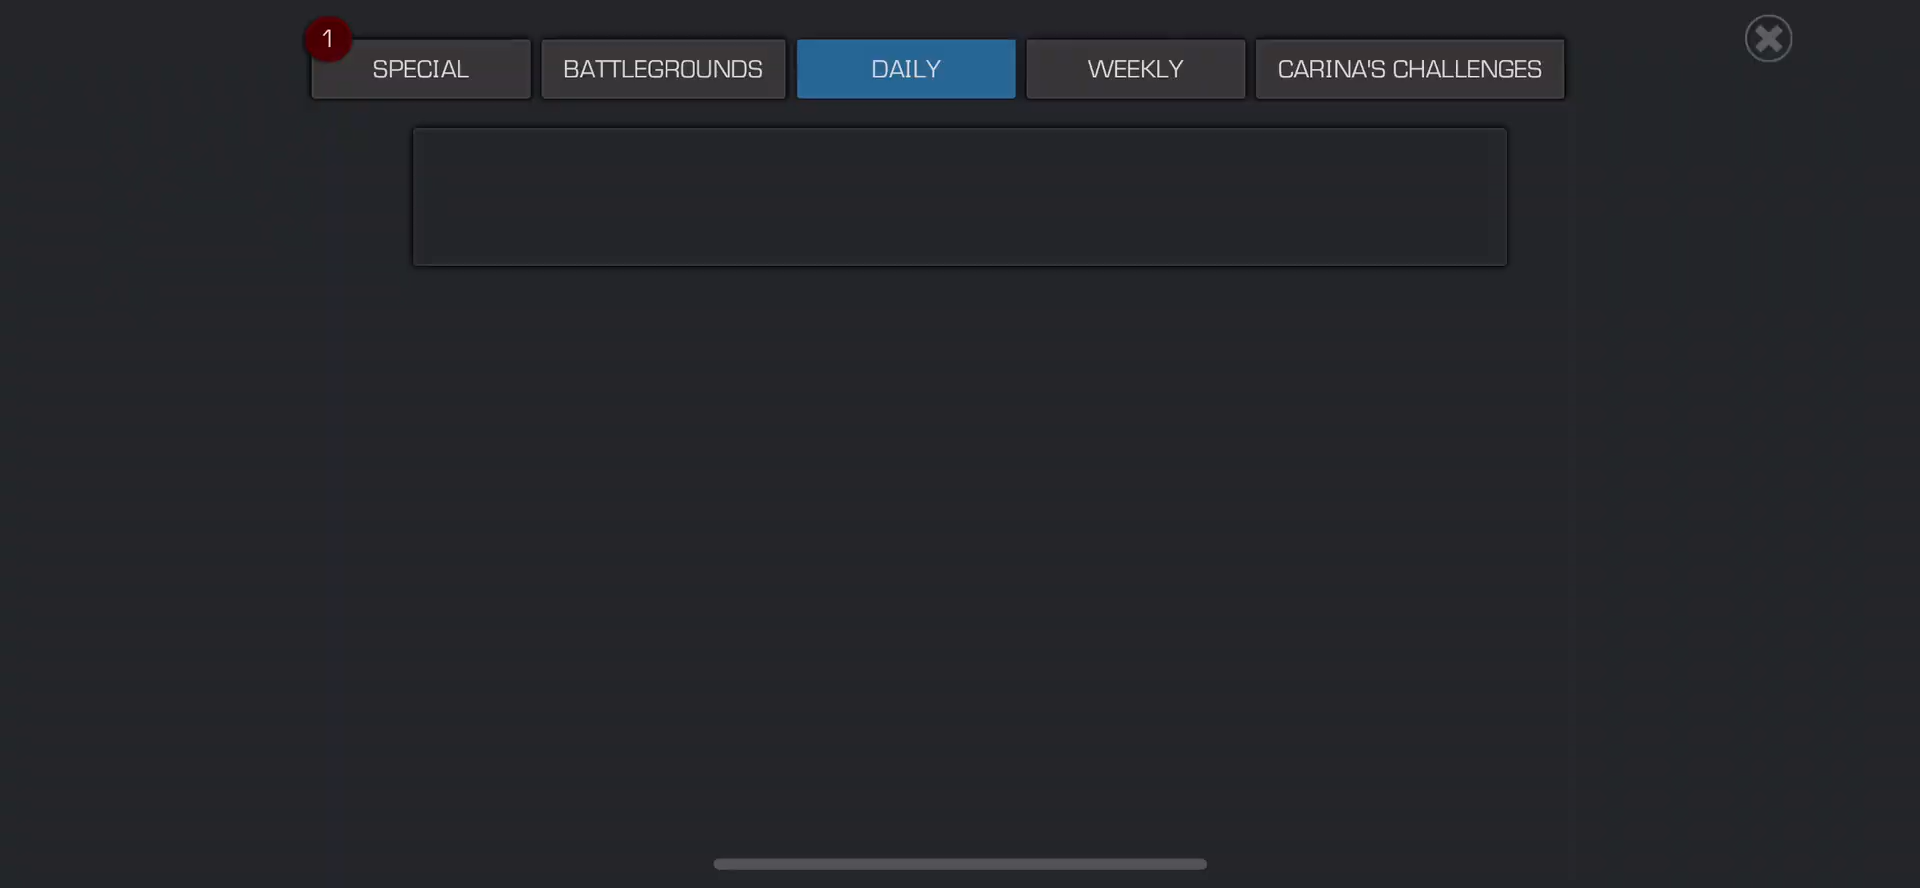 1
SPECIAL
BATTLEGROUNDS
DAILY
WEEKLY
CARINA'S CHALLENGES